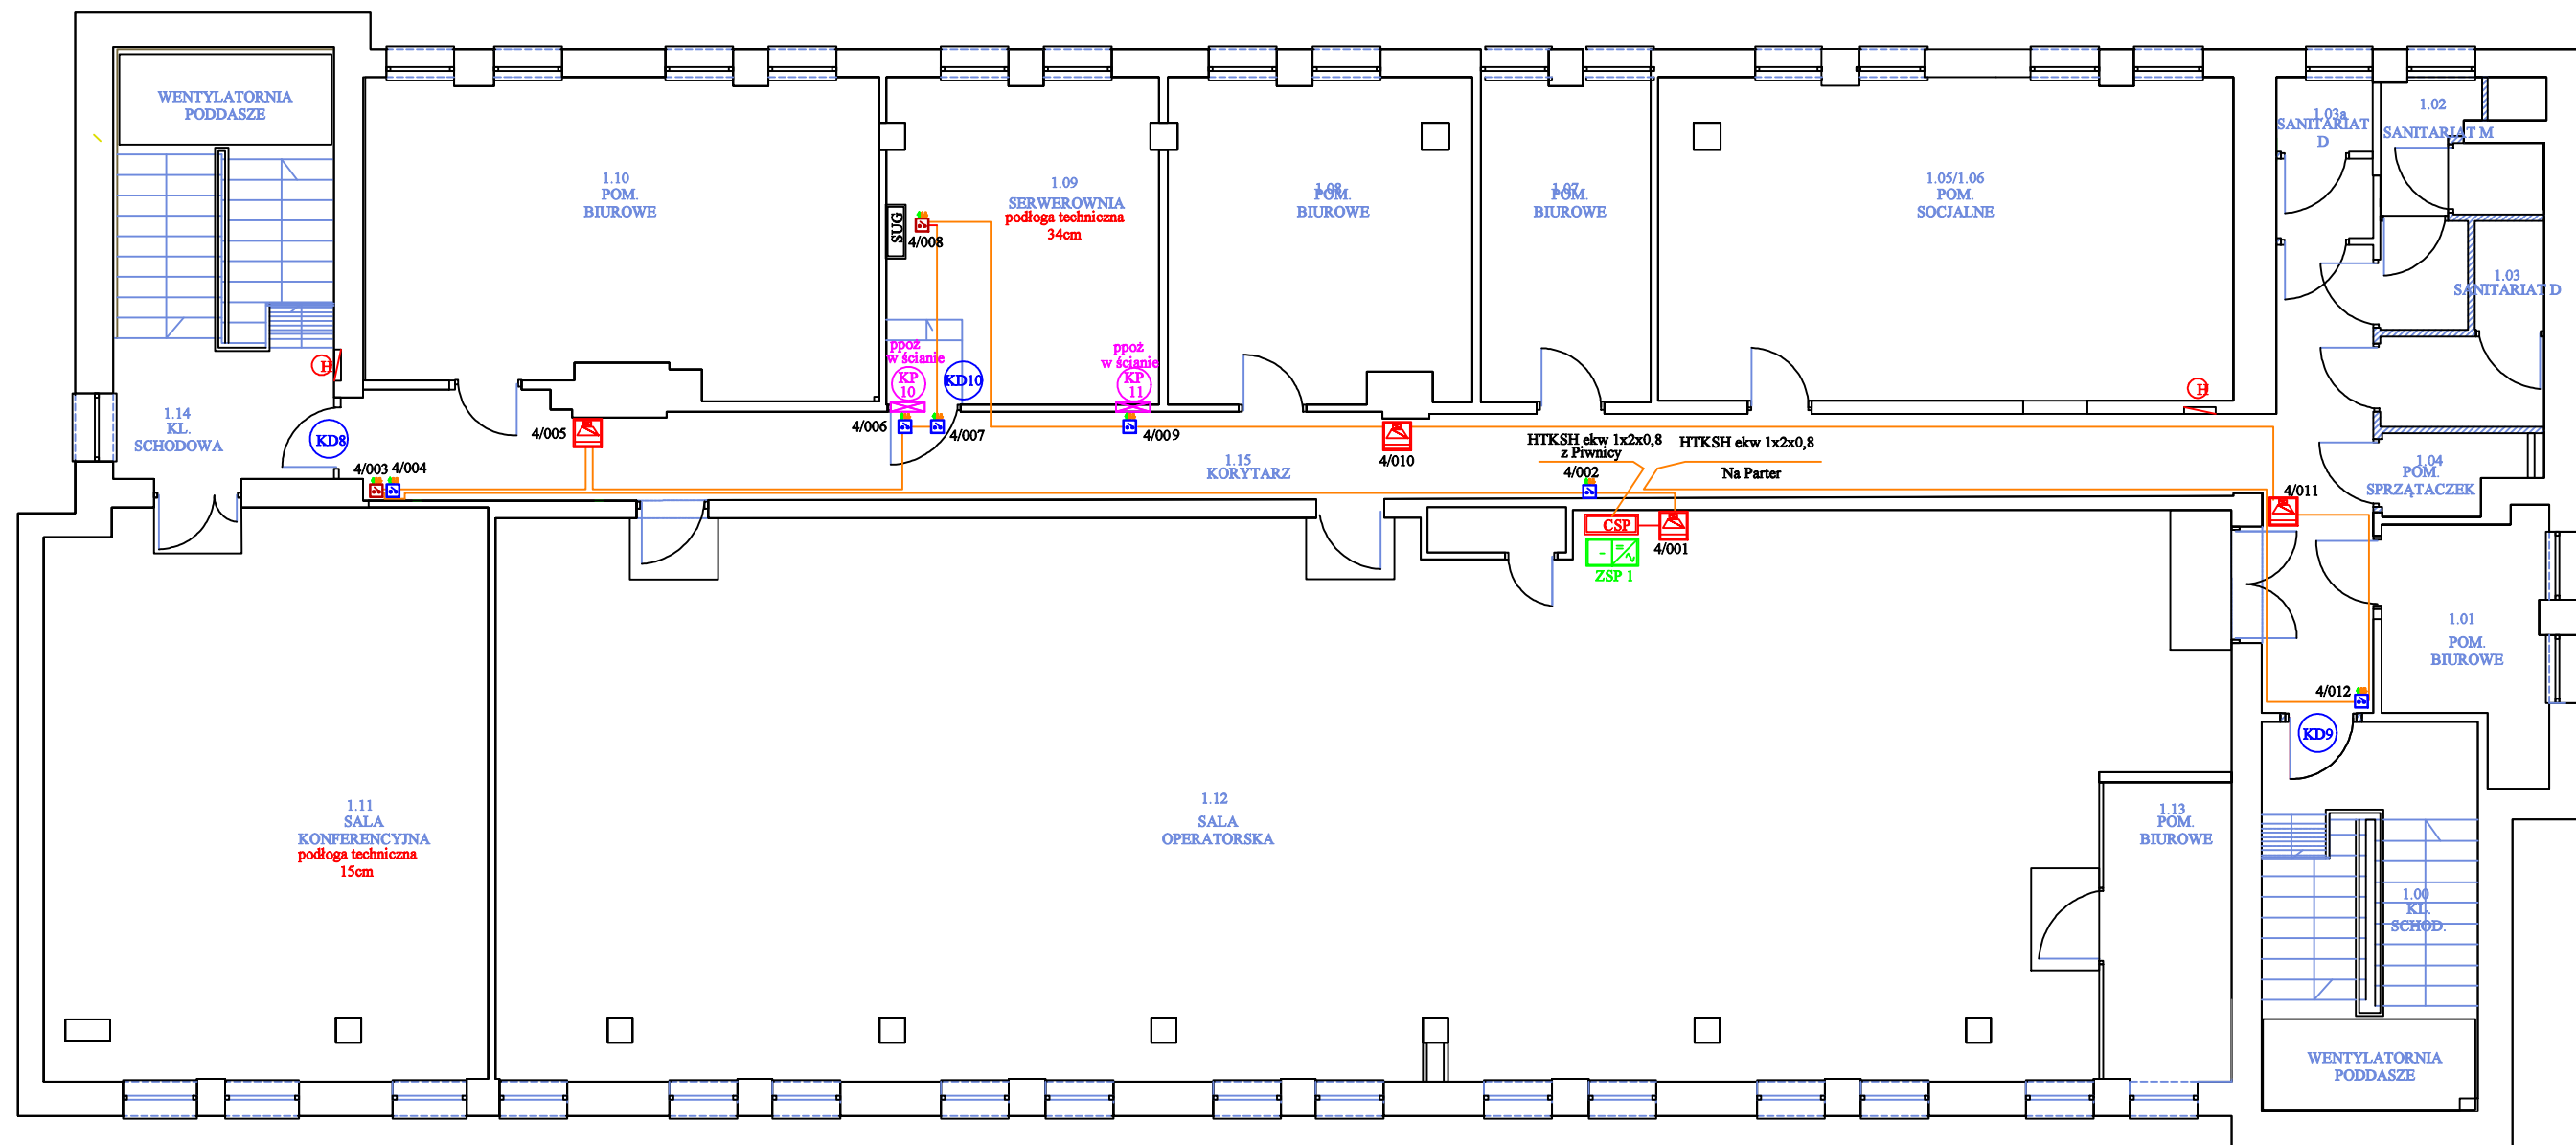 WENTYLATORNIA
PODDASZE
1.10
POM.
BIUROWE
SUG
4/008
1.09
SERWEROWNIA
podłoga techniczna
34cm
1.08
POM.
BIUROWE
1.07
POM.
BIUROWE
1.05/1.06
POM.
SOCJALNE
1.03a
SANITARIAT
D
1.02
SANITARIAT M
1.03
SANITARIAT D
H
ppoż
w ścianie
KP
10
KD10
ppoż
w ścianie
KP
11
H
1.14
KL.
SCHODOWA
KD8
4/003
4/004
4/005
4/006
4/007
4/009
4/010
1.15
KORYTARZ
HTKSH ekw 1x2x0,8
z Piwnicy
4/002
HTKSH ekw 1x2x0,8
Na Parter
1.04
POM.
SPRZĄTACZEK
4/011
CSP
4/001
- = ~
ZSP 1
1.01
POM.
BIUROWE
4/012
KD9
1.11
SALA
KONFERENCYJNA
podłoga techniczna
15cm
1.12
SALA
OPERATORSKA
1.13
POM.
BIUROWE
1.00
KL.
SCHOD.
WENTYLATORNIA
PODDASZE